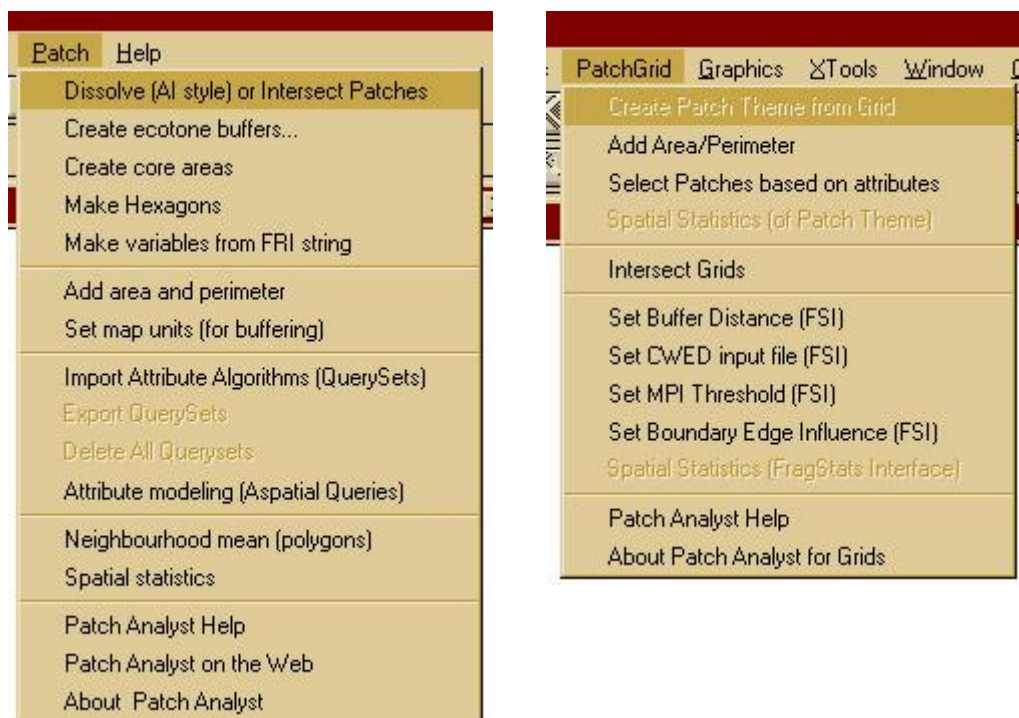 Patch Help
Dissolve (AI style) or Intersect Patches
Create ecotone buffers...
Create core areas
Make Hexagons
Make variables from FRI string
Add area and perimeter
Set map units (for buffering)
Import Attribute Algorithms (QuerySets)
Export QuerySets
Delete All Querysets
Attribute modeling (Aspatial Queries)
Neighbourhood mean (polygons)
Spatial statistics
Patch Analyst Help
Patch Analyst on the Web
About Patch Analyst
PatchGrid Graphics XTools Window
Create Patch Theme from Grid
Add Area/Perimeter
Select Patches based on attributes
Spatial Statistics (of Patch Theme)
Intersect Grids
Set Buffer Distance (FSI)
Set CWED input file (FSI)
Set MPI Threshold (FSI)
Set Boundary Edge Influence (FSI)
Spatial Statistics (FragStats Interface)
Patch Analyst Help
About Patch Analyst for Grids